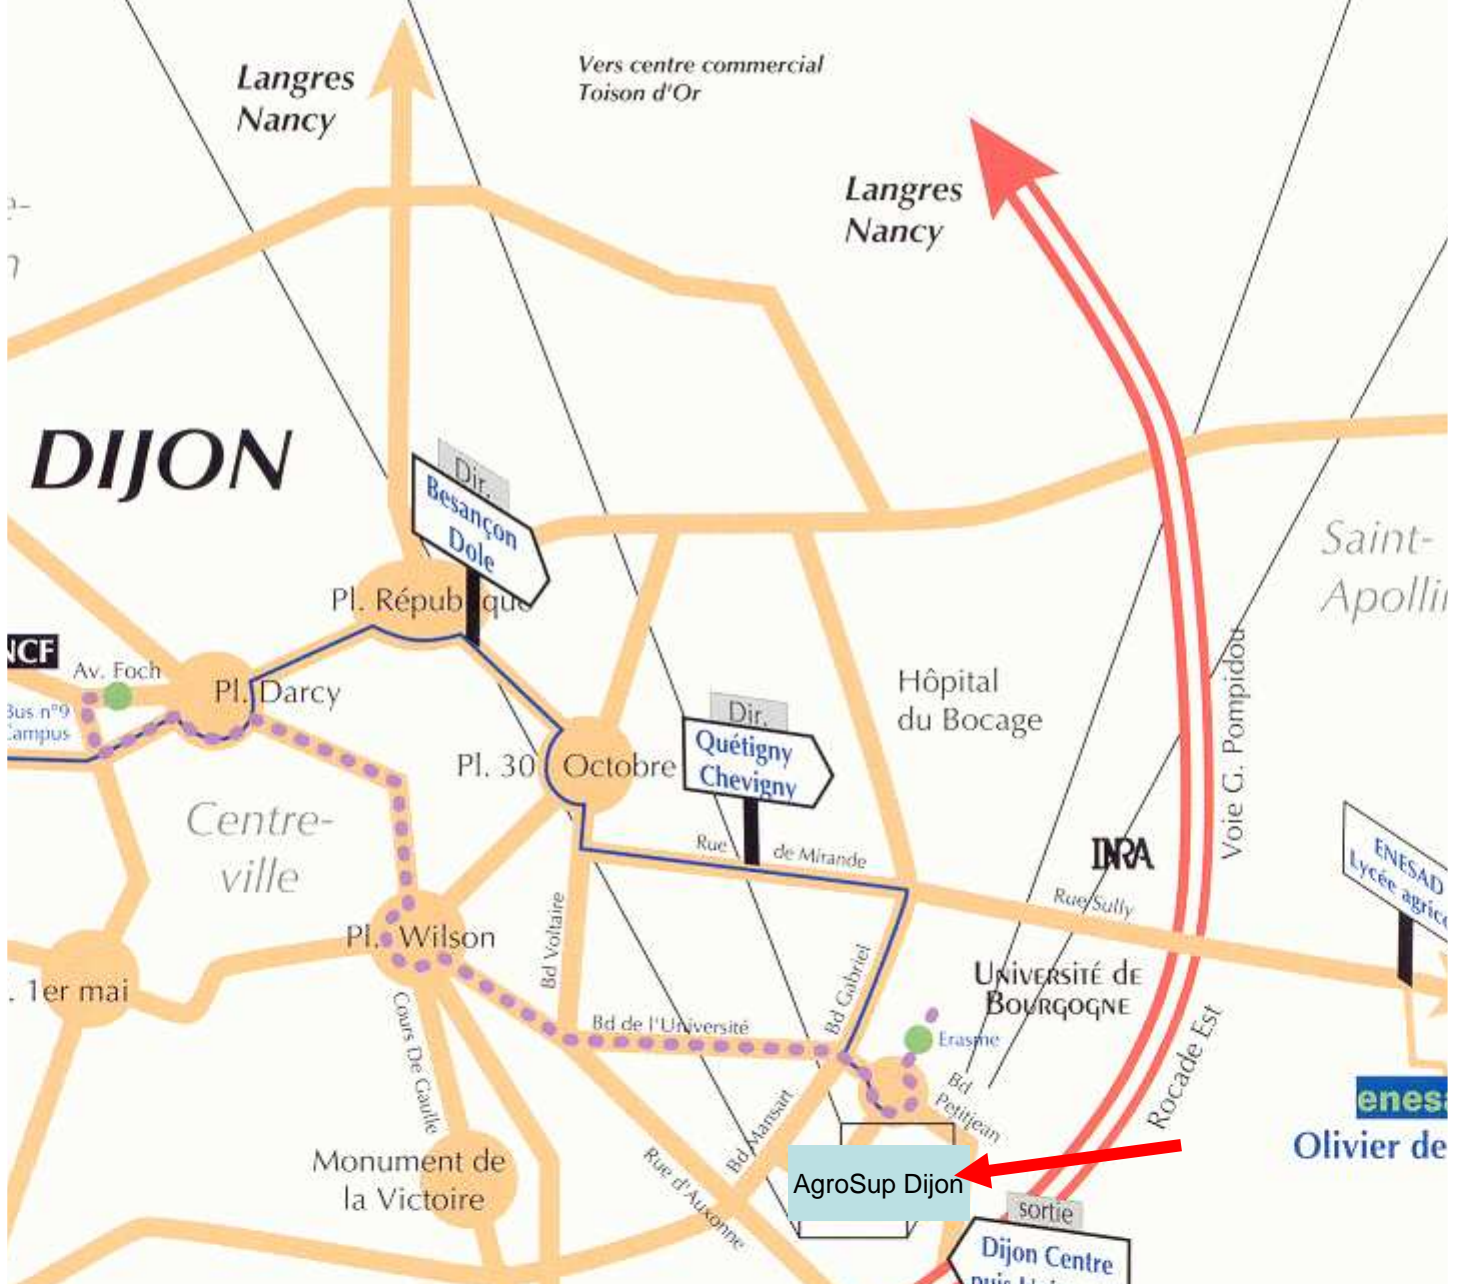 Langres
Nancy
Vers centre commercial
Toison d'Or
Langres
Nancy
DIJON
Dir.
Besançon
Dole
Saint-
Pl. République
NCF
Av. Foch
Pl. Darcy
Bus n°9
Campus
Hôpital
du Bocage
Voie G. Pompidou
Dir.
Quétigny
Chevigny
Pl. 30 Octobre
Centre-
ville
Rue de Mirande
INRA
ENESAD
Lycée
Rue Sully
Pl. Wilson
Bd Voltaire
Bd Gabriel
Université de
Bourgogne
1er mai
Cours De Gaulle
Bd de l'Université
Erasme
Bd
Petitjean
Rocade Est
Bd Mansart
Olivier de
Monument de
la Victoire
Rue d'Auxonne
AgroSup Dijon
sortie
Dijon Centre